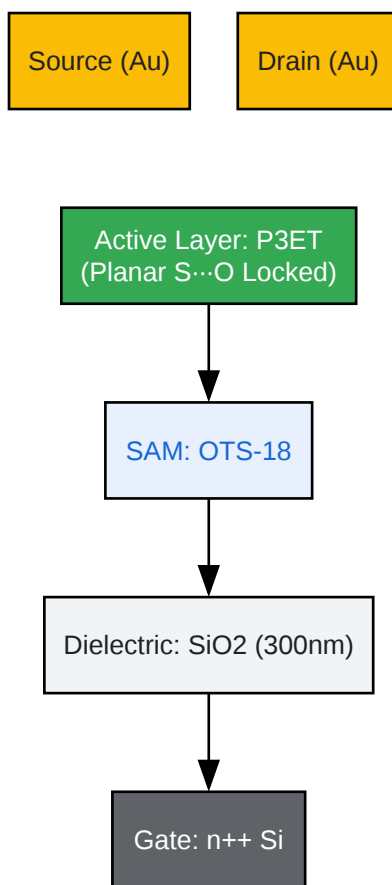 Source (Au)
Drain (Au)
Active Layer: P3ET
(Planar S···O Locked)
SAM: OTS-18
Dielectric: SiO2 (300nm)
Gate: n++ Si